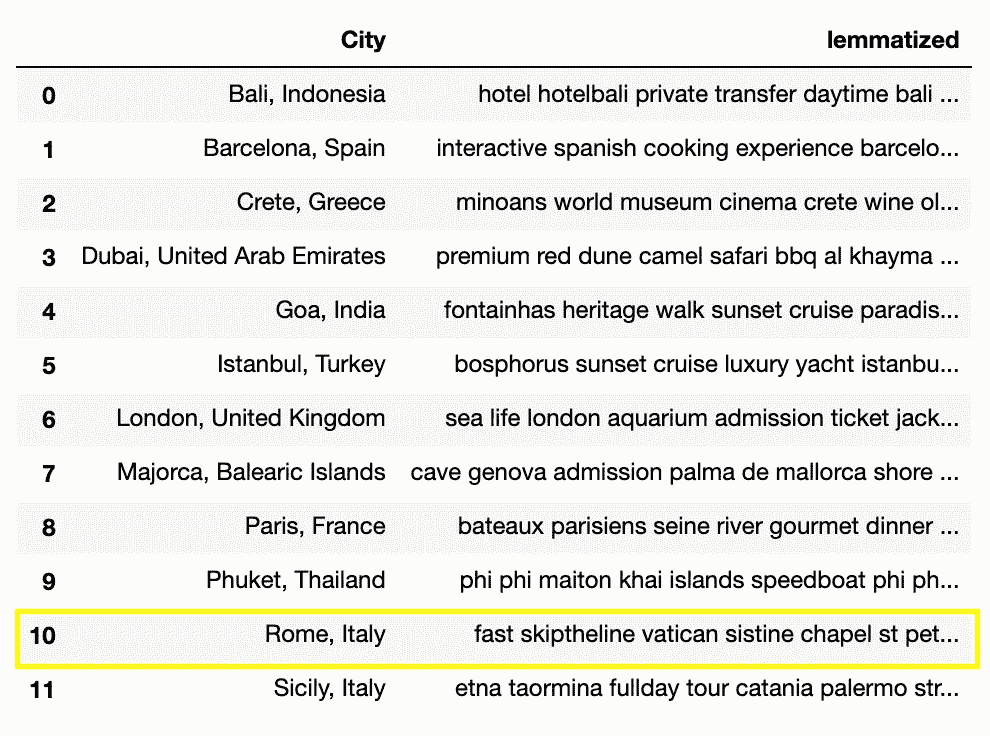 City lemmatized
0 Bali, Indonesia hotel hotelbali private transfer daytime bali ...
1 Barcelona, Spain interactive spanish cooking experience barcelo...
2 Crete, Greece minoans world museum cinema crete wine ol...
3 Dubai, United Arab Emirates premium red dune camel safari bbq al khayma ...
4 Goa, India fontainhas heritage walk sunset cruise paradis...
5 Istanbul, Turkey bosphorus sunset cruise luxury yacht istanbu...
6 London, United Kingdom sea life london aquarium admission ticket jack...
7 Majorca, Balearic Islands cave genova admission palma de mallorca shore ...
8 Paris, France bateaux parisiens seine river gourmet dinner ...
9 Phuket, Thailand phi phi maiton khai islands speedboat phi ph...
10 Rome, Italy fast skiptheline vatican sistine chapel st pet...
11 Sicily, Italy etna taormina fullday tour catania palermo str...